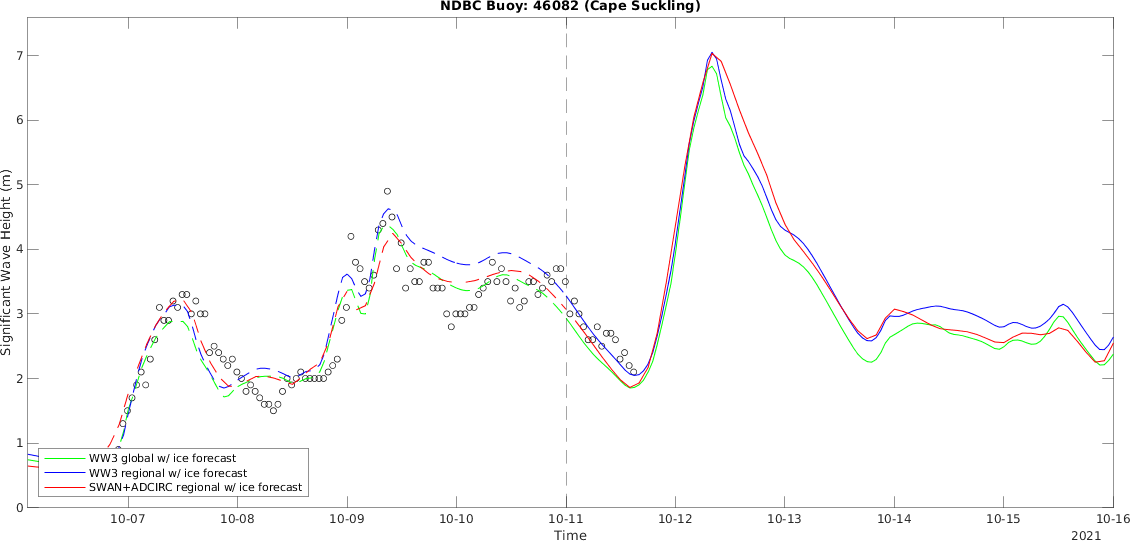 NDBC Buoy: 46082 (Cape Suckling)
Significant Wave Height (m)
7
6
5
4
3
2
1
0
WW3 global w/ ice forecast
WW3 regional w/ ice forecast
SWAN+ADCIRC regional w/ ice forecast
10-07 10-08 10-09 10-10 10-11 10-12 10-13 10-14 10-15 10-16
Time
2021